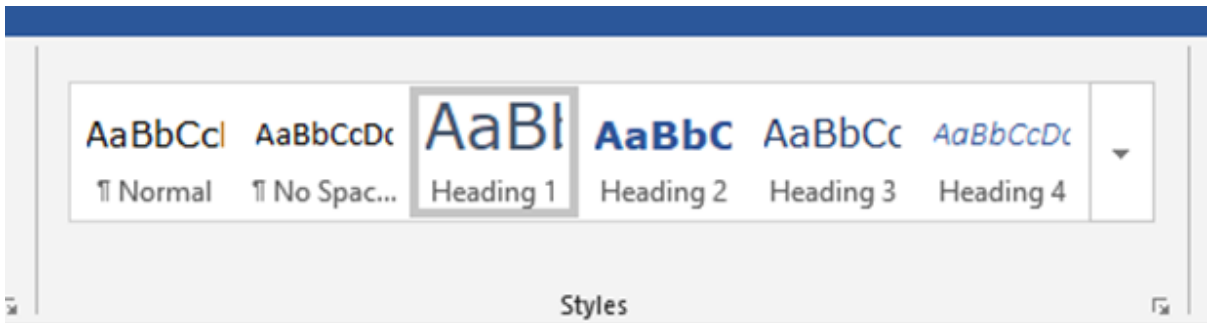 AaBbCcI AaBbCcDc AaBI AaBbC AaBbCc AaBbCcDc
¶ Normal ¶ No Spac... Heading 1 Heading 2 Heading 3 Heading 4
Styles